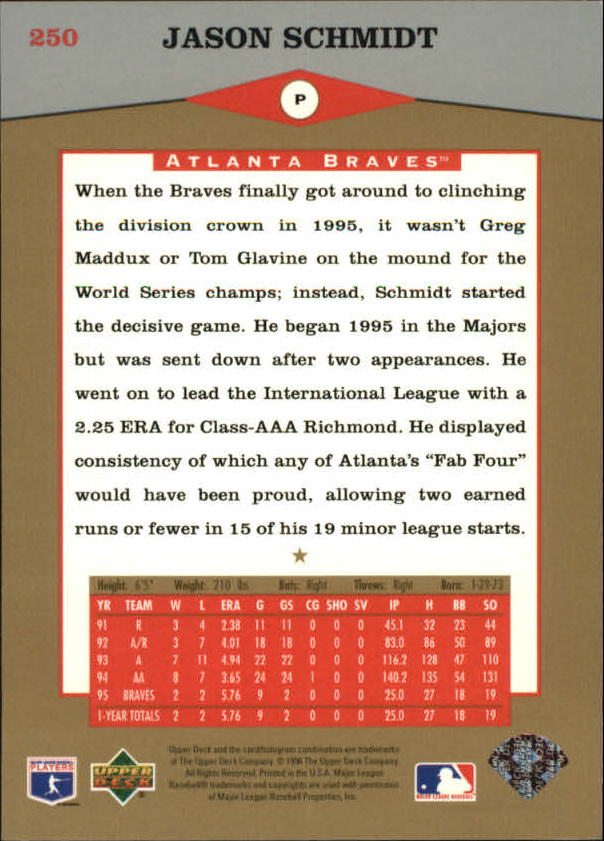 250
JASON SCHMIDT
P
ATLANTA BRAVES™
When the Braves finally got around to clinching
the division crown in 1995, it wasn't Greg
Maddux or Tom Glavine on the mound for the
World Series champs; instead, Schmidt started
the decisive game. He began 1995 in the Majors
but was sent down after two appearances. He
went on to lead the International League with a
2.25 ERA for Class-AAA Richmond. He displayed
consistency of which any of Atlanta's “Fab Four”
would have been proud, allowing two earned
runs or fewer in 15 of his 19 minor league starts.
Height: 6'5" Weight: 210 lbs Bats: Right Throws: Right Born: 1-29-73
YR TEAM W L ERA G GS CG SHO SV IP H BB SO
91 R 3 4 2.38 11 11 0 0 0 45.1 32 23 44
92 A/R 3 7 4.01 18 18 0 0 0 83.0 86 50 89
93 A 7 11 4.94 22 22 0 0 0 116.2 128 47 110
94 AA 8 7 3.65 24 24 1 0 0 140.2 135 54 131
95 BRAVES 2 2 5.76 9 2 0 0 0 25.0 27 18 19
1-YEAR TOTALS 2 2 5.76 9 2 0 0 0 25.0 27 18 19
Upper Deck and the card/hologram combination are trademarks
of The Upper Deck Company. © 1996 The Upper Deck Company.
All Rights Reserved. Printed in the U.S.A. Major League
Baseball® trademarks and copyrights are used with permission
of Major League Baseball Properties, Inc.
PLAYERS
UPPER
DECK
MAJOR LEAGUE BASEBALL